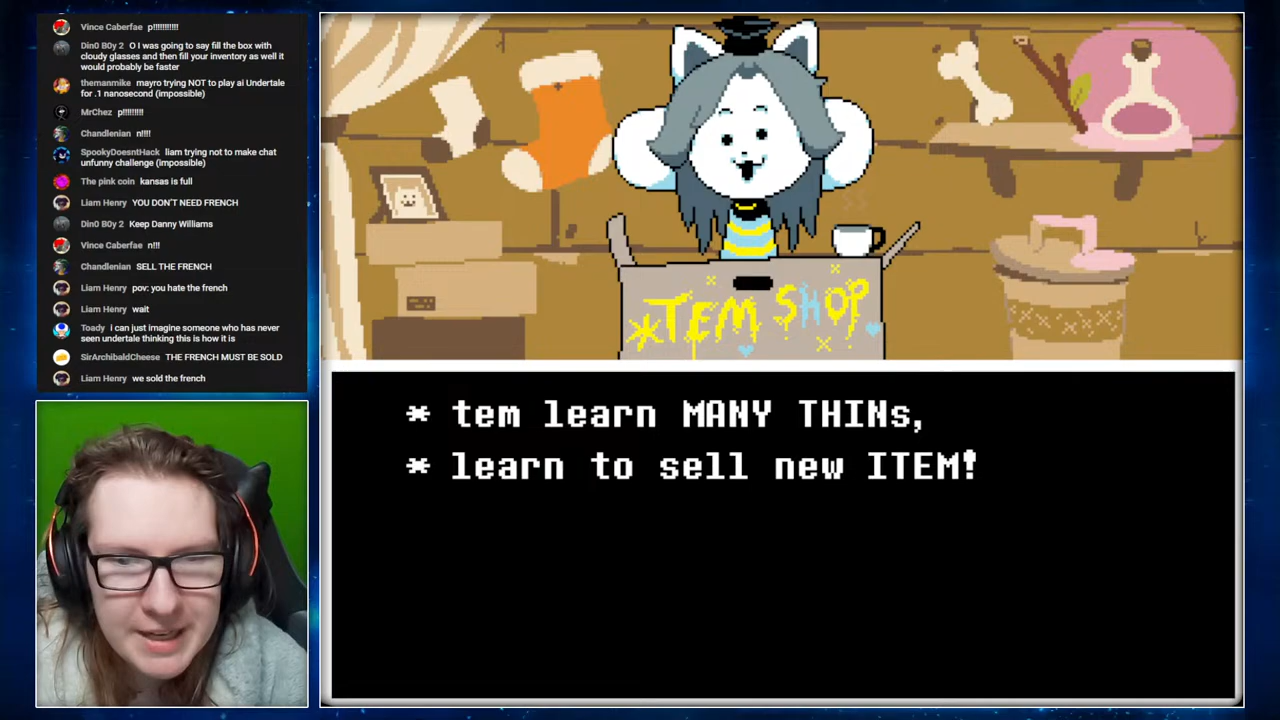 Vince Caberfae p!!!!!!!!!!!
Din0 B0y 2 O I was going to say fill the box with
cloudy glasses and then fill your inventory as well it
would probably be faster
themanmike mayro trying NOT to play ai Undertale
for .1 nanosecond (impossible)
MrChez p!!!!!!!!!
Chandlenian n!!!!
SpookyDoesntHack liam trying not to make chat
unfunny challenge (impossible)
The pink coin kansas is full
Liam Henry YOU DON'T NEED FRENCH
Din0 B0y 2 Keep Danny Williams
Vince Caberfae n!!!
Chandlenian SELL THE FRENCH
Liam Henry pov: you hate the french
Liam Henry wait
Toady i can just imagine someone who has never
seen undertale thinking this is how it is
SirArchibaldCheese THE FRENCH MUST BE SOLD
Liam Henry we sold the french
*TEM SHOP
* tem learn MANY THINs,
* learn to sell new ITEM!